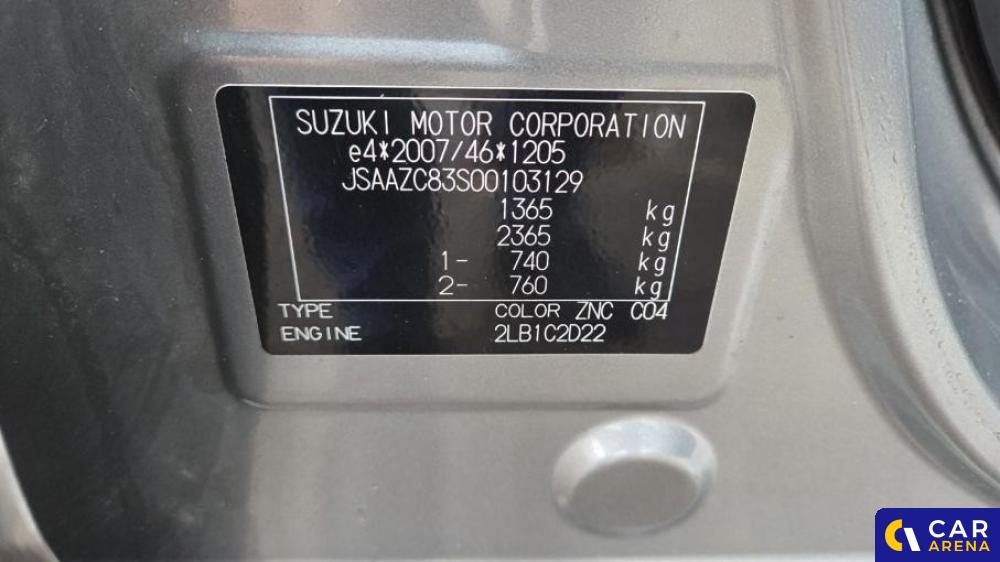 SUZUKI MOTOR CORPORATION
e4*2007/46*1205
JSAAZC83S00103129
1365 kg
2365 kg
1- 740 kg
2- 760 kg
TYPE COLOR ZNC C04
ENGINE 2LB1C2D22
CAR
ARENA